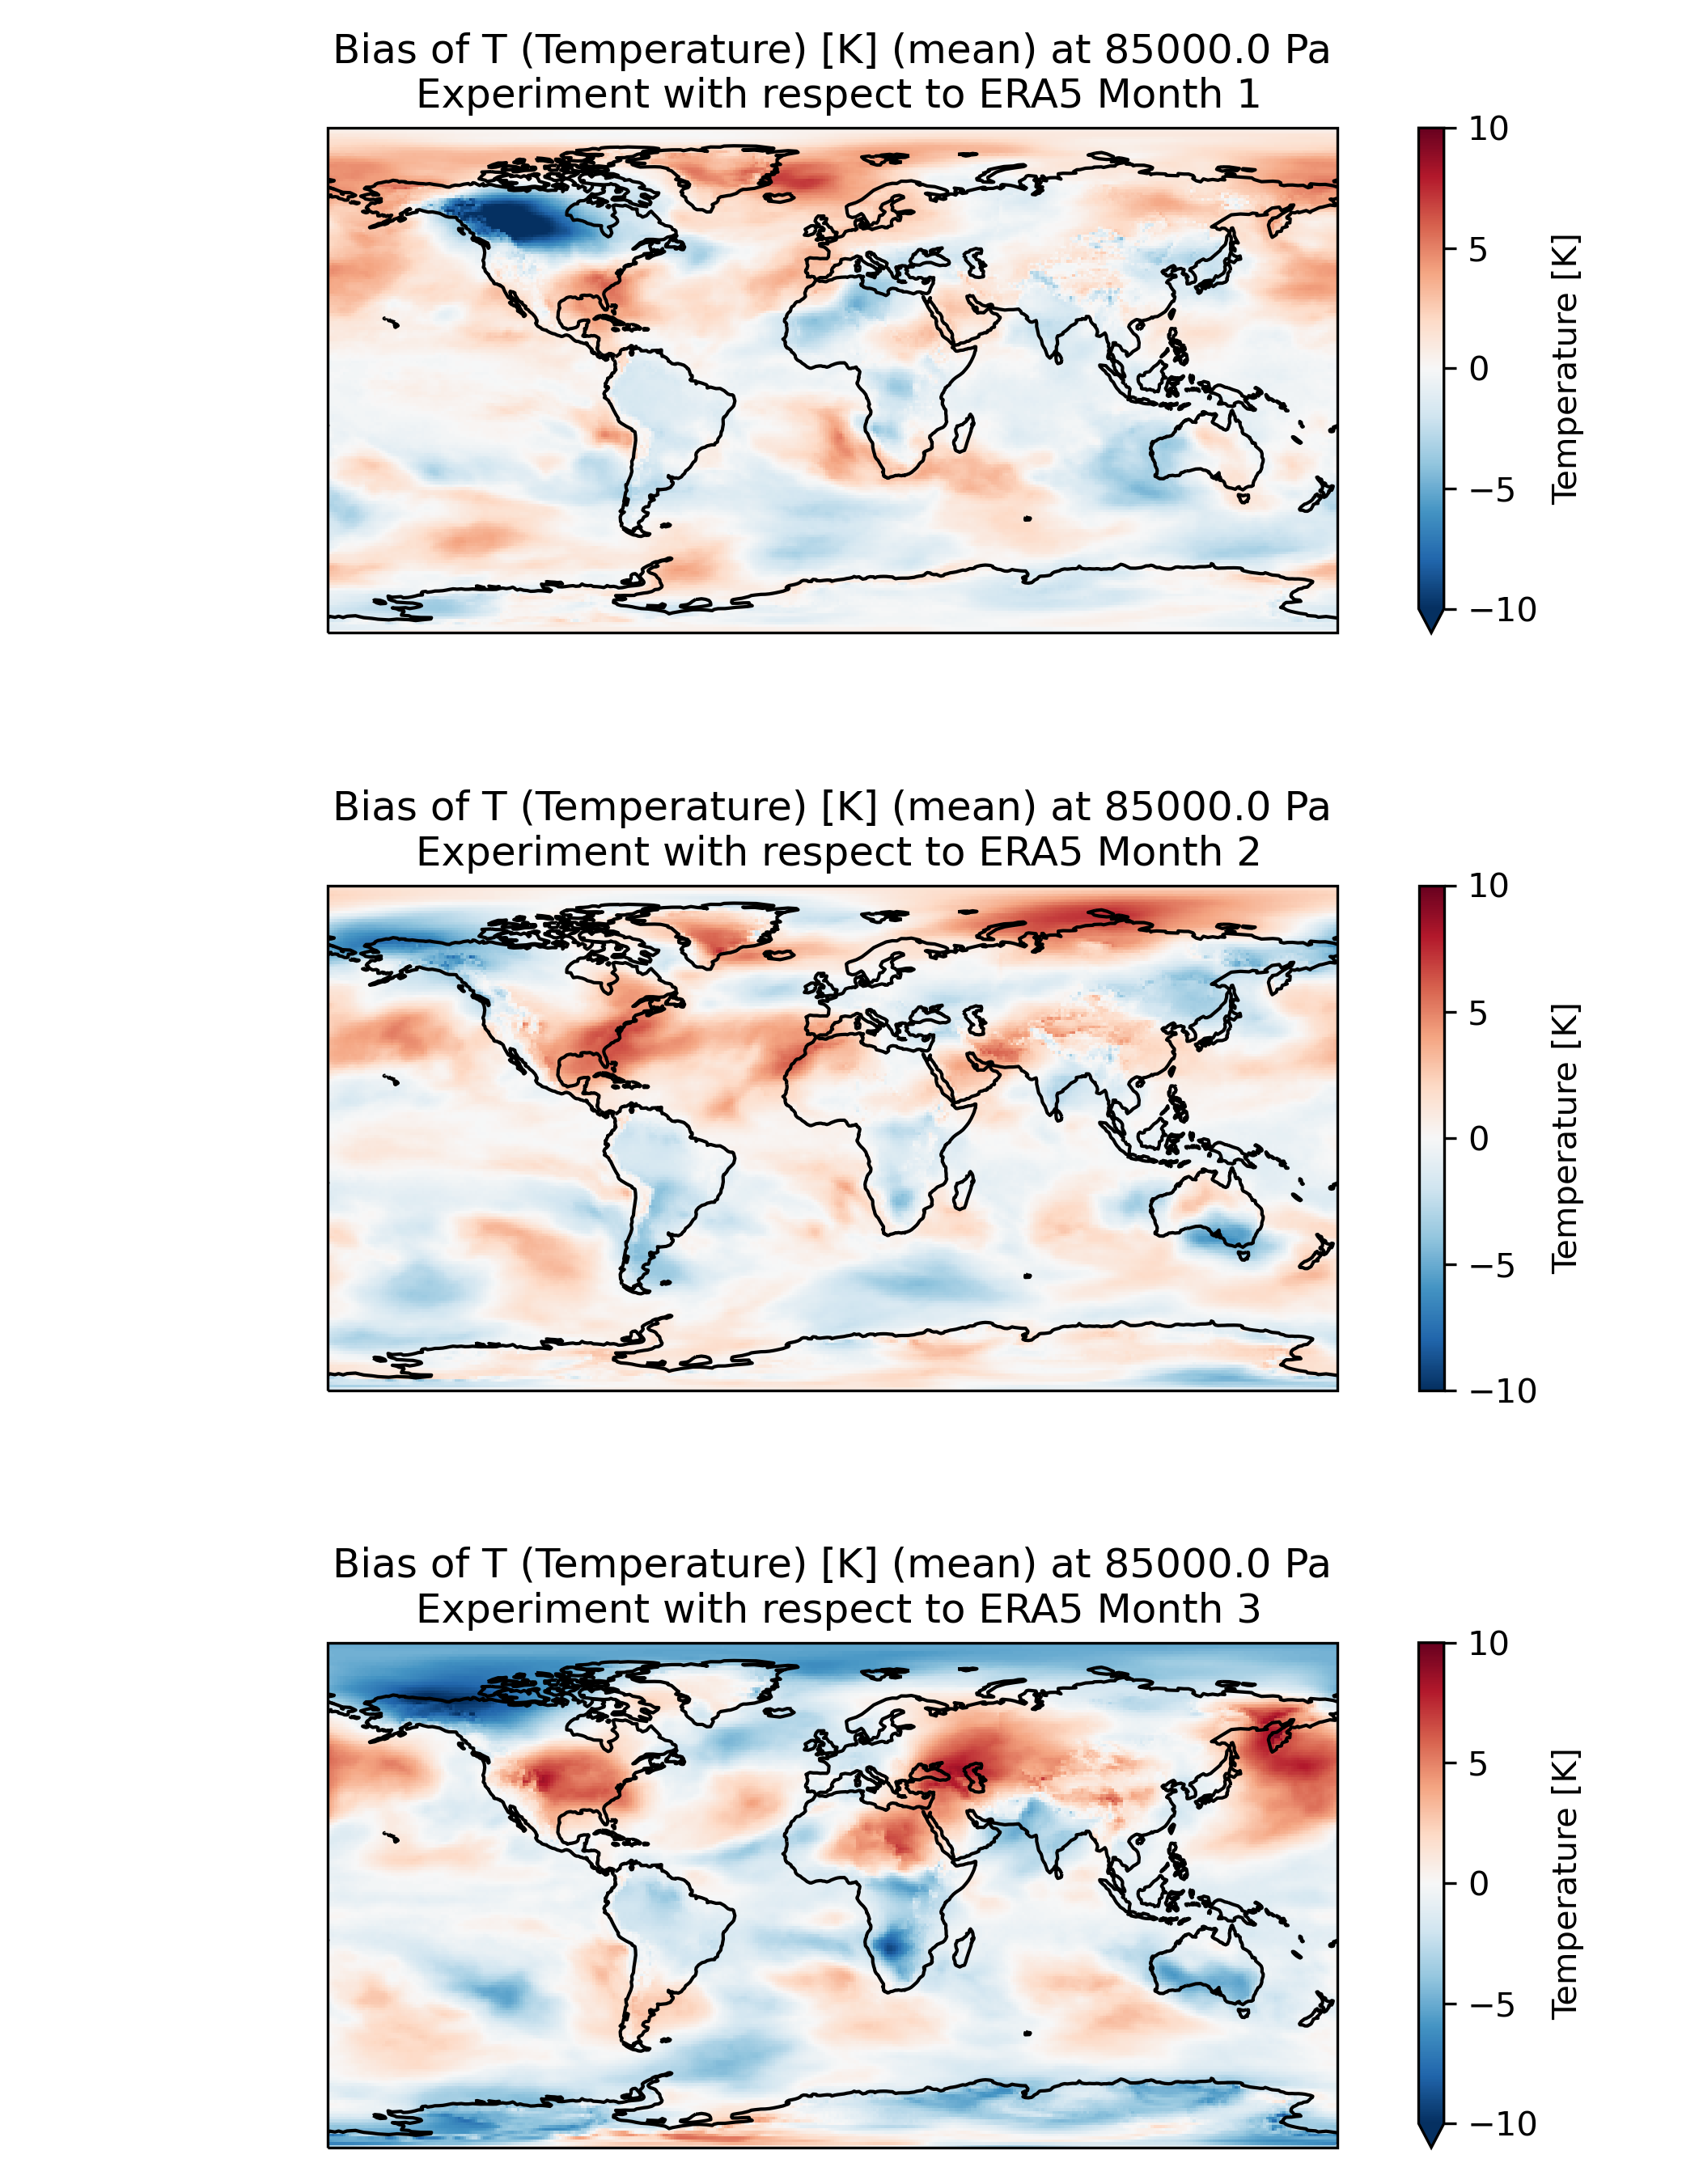 Bias of T (Temperature) [K] (mean) at 85000.0 Pa
Experiment with respect to ERA5 Month 1
10
5
0
−5
−10
Temperature [K]
Bias of T (Temperature) [K] (mean) at 85000.0 Pa
Experiment with respect to ERA5 Month 2
10
5
0
−5
−10
Temperature [K]
Bias of T (Temperature) [K] (mean) at 85000.0 Pa
Experiment with respect to ERA5 Month 3
10
5
0
−5
−10
Temperature [K]